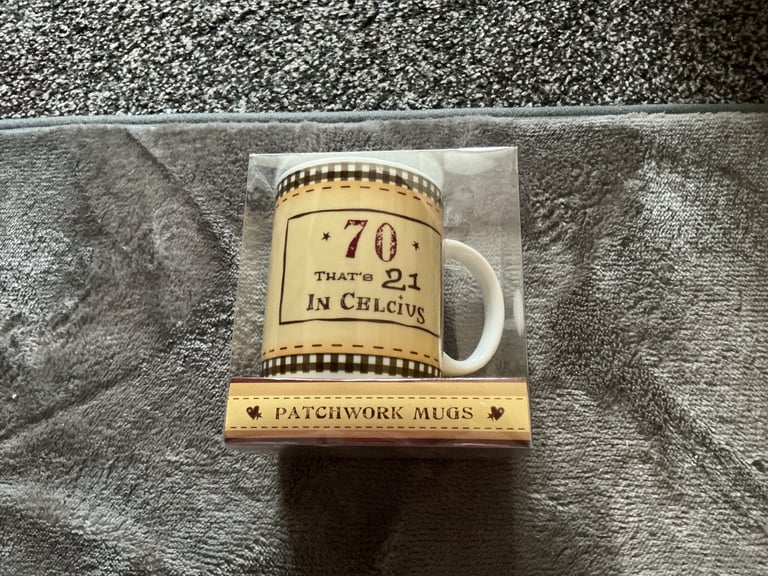 70
THAT'S 21
IN CELCIUS
PATCHWORK MUGS